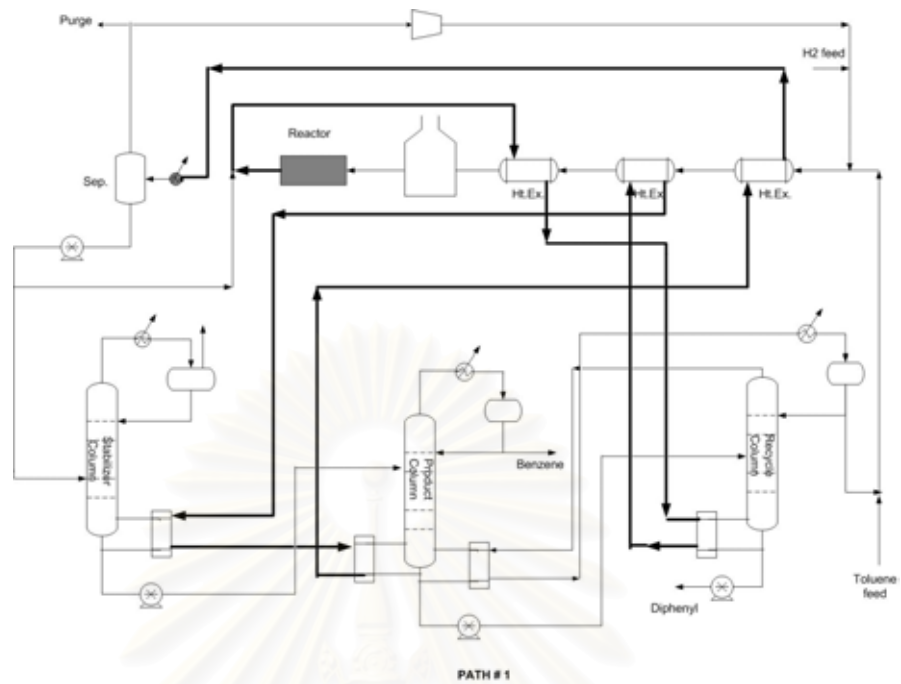 Purge
H2 feed
Reactor
Sep.
Ht.Ex.
Ht.Ex
Ht.Ex.
Stabilizer
Column
Product
Column
Recycle
Column
Benzene
Toluene
feed
Diphenyl
PATH # 1